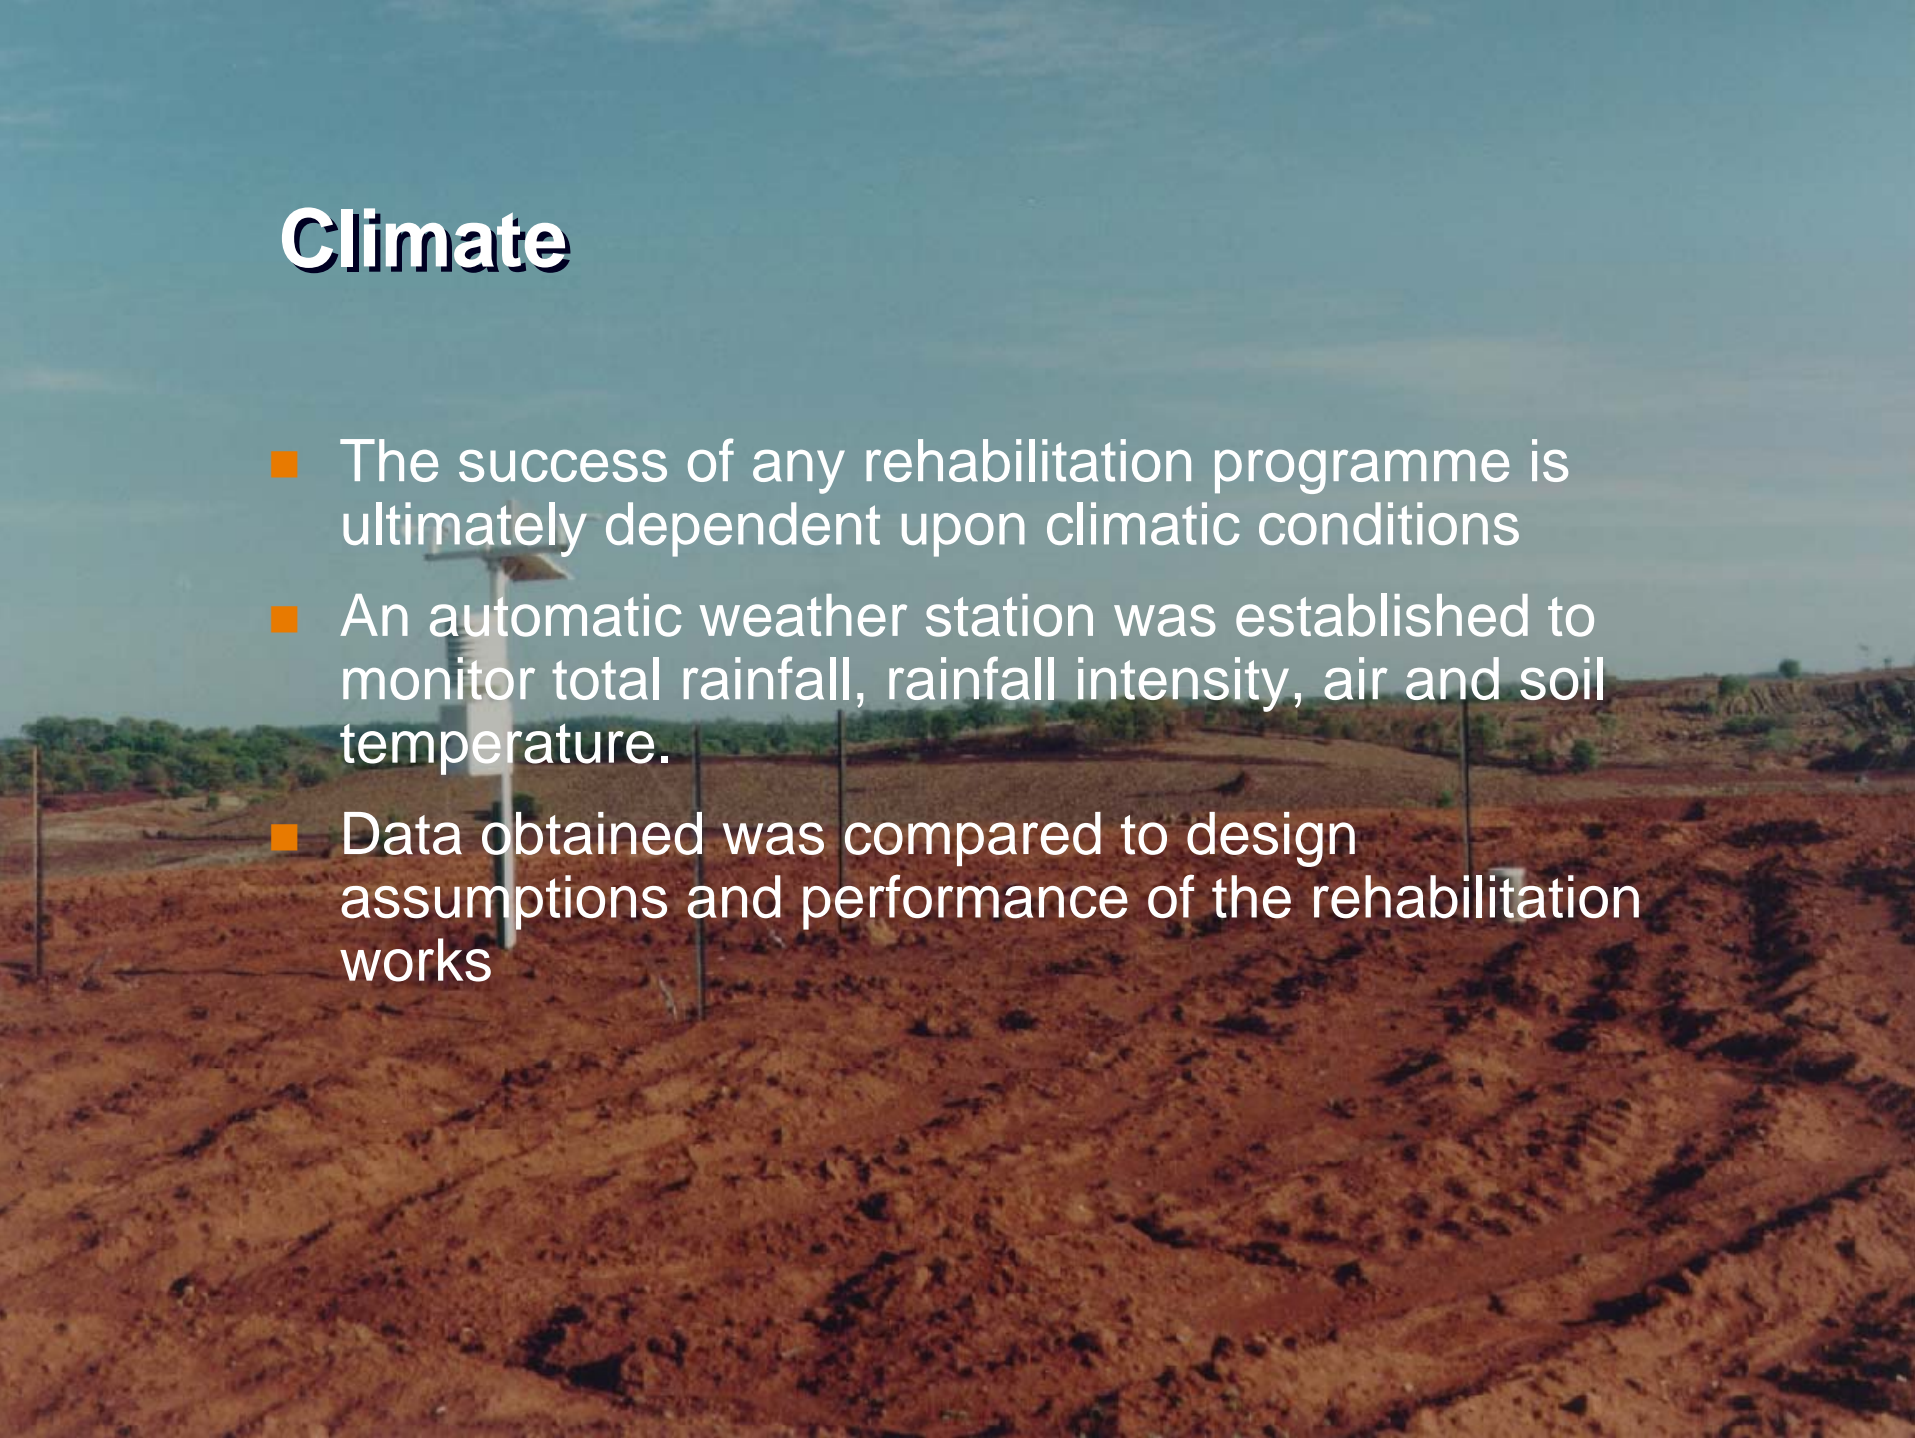 Climate
The success of any rehabilitation programme is
ultimately dependent upon climatic conditions
An automatic weather station was established to
monitor total rainfall, rainfall intensity, air and soil
temperature.
Data obtained was compared to design
assumptions and performance of the rehabilitation
works